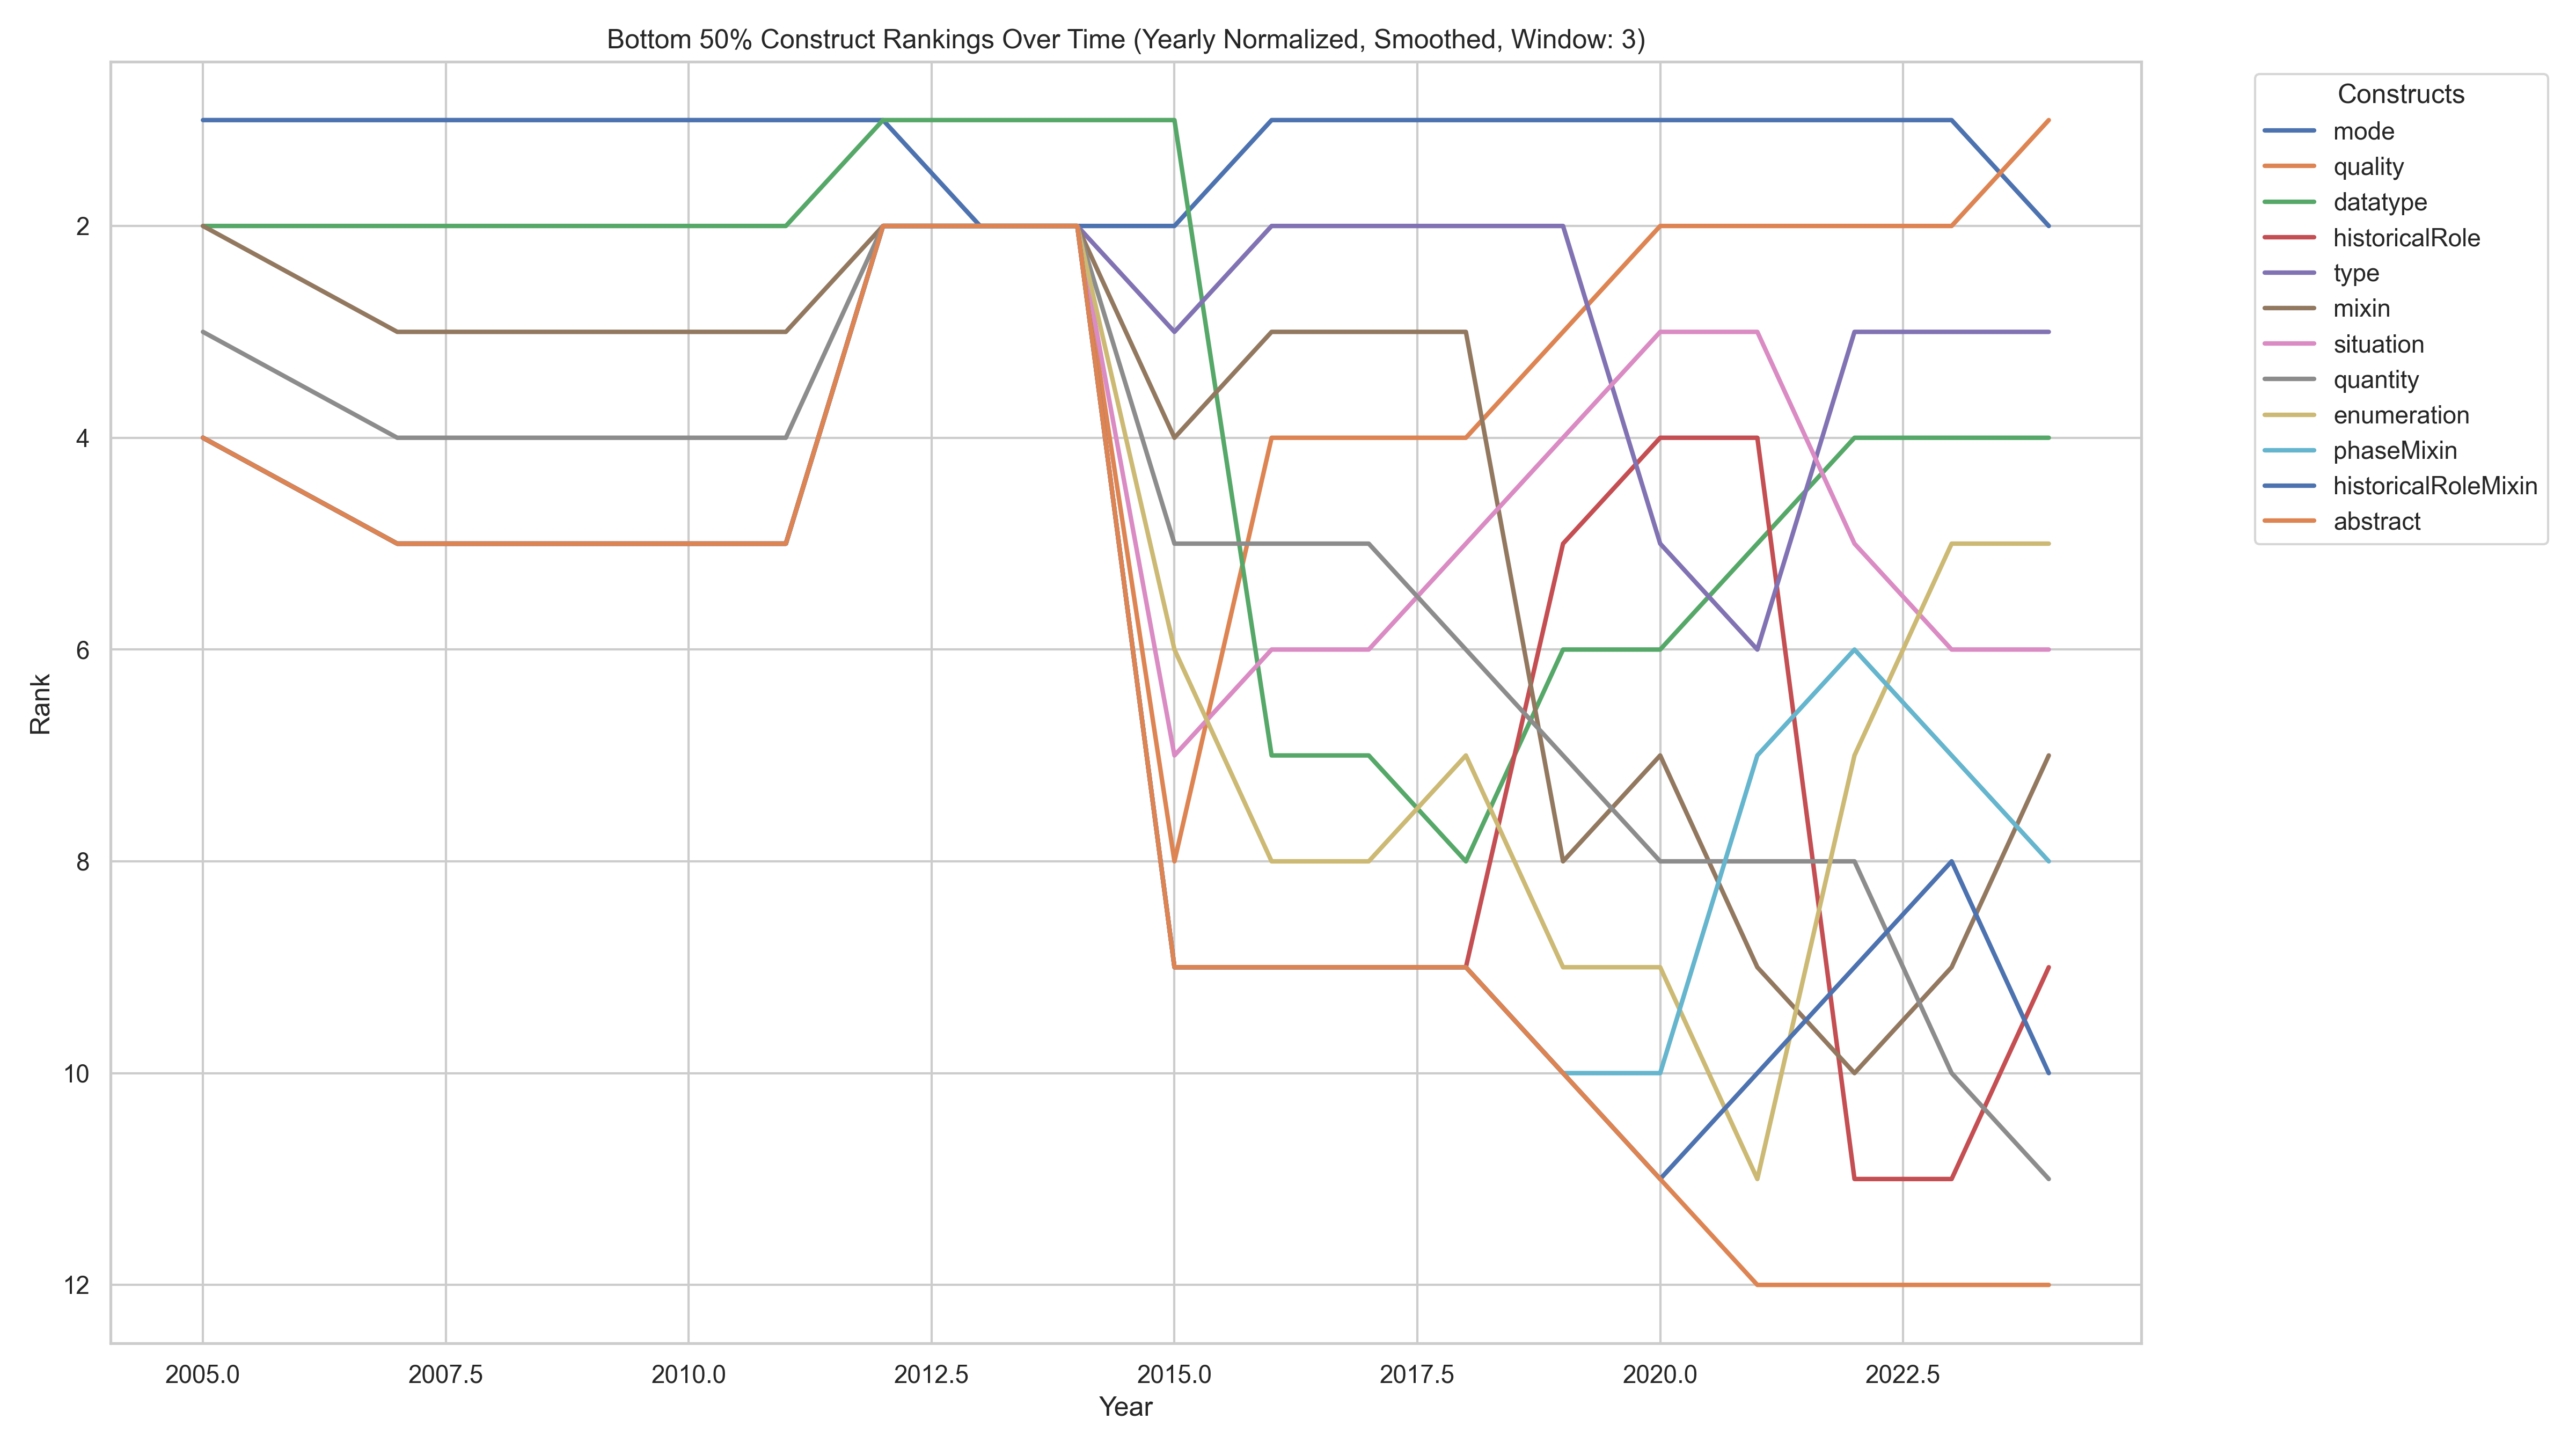 Bottom 50% Construct Rankings Over Time (Yearly Normalized, Smoothed, Window: 3)
Constructs
mode
quality
datatype
historicalRole
type
mixin
situation
quantity
enumeration
phaseMixin
historicalRoleMixin
abstract
Rank
2
4
6
8
10
12
2005.0 2007.5 2010.0 2012.5 2015.0 2017.5 2020.0 2022.5
Year